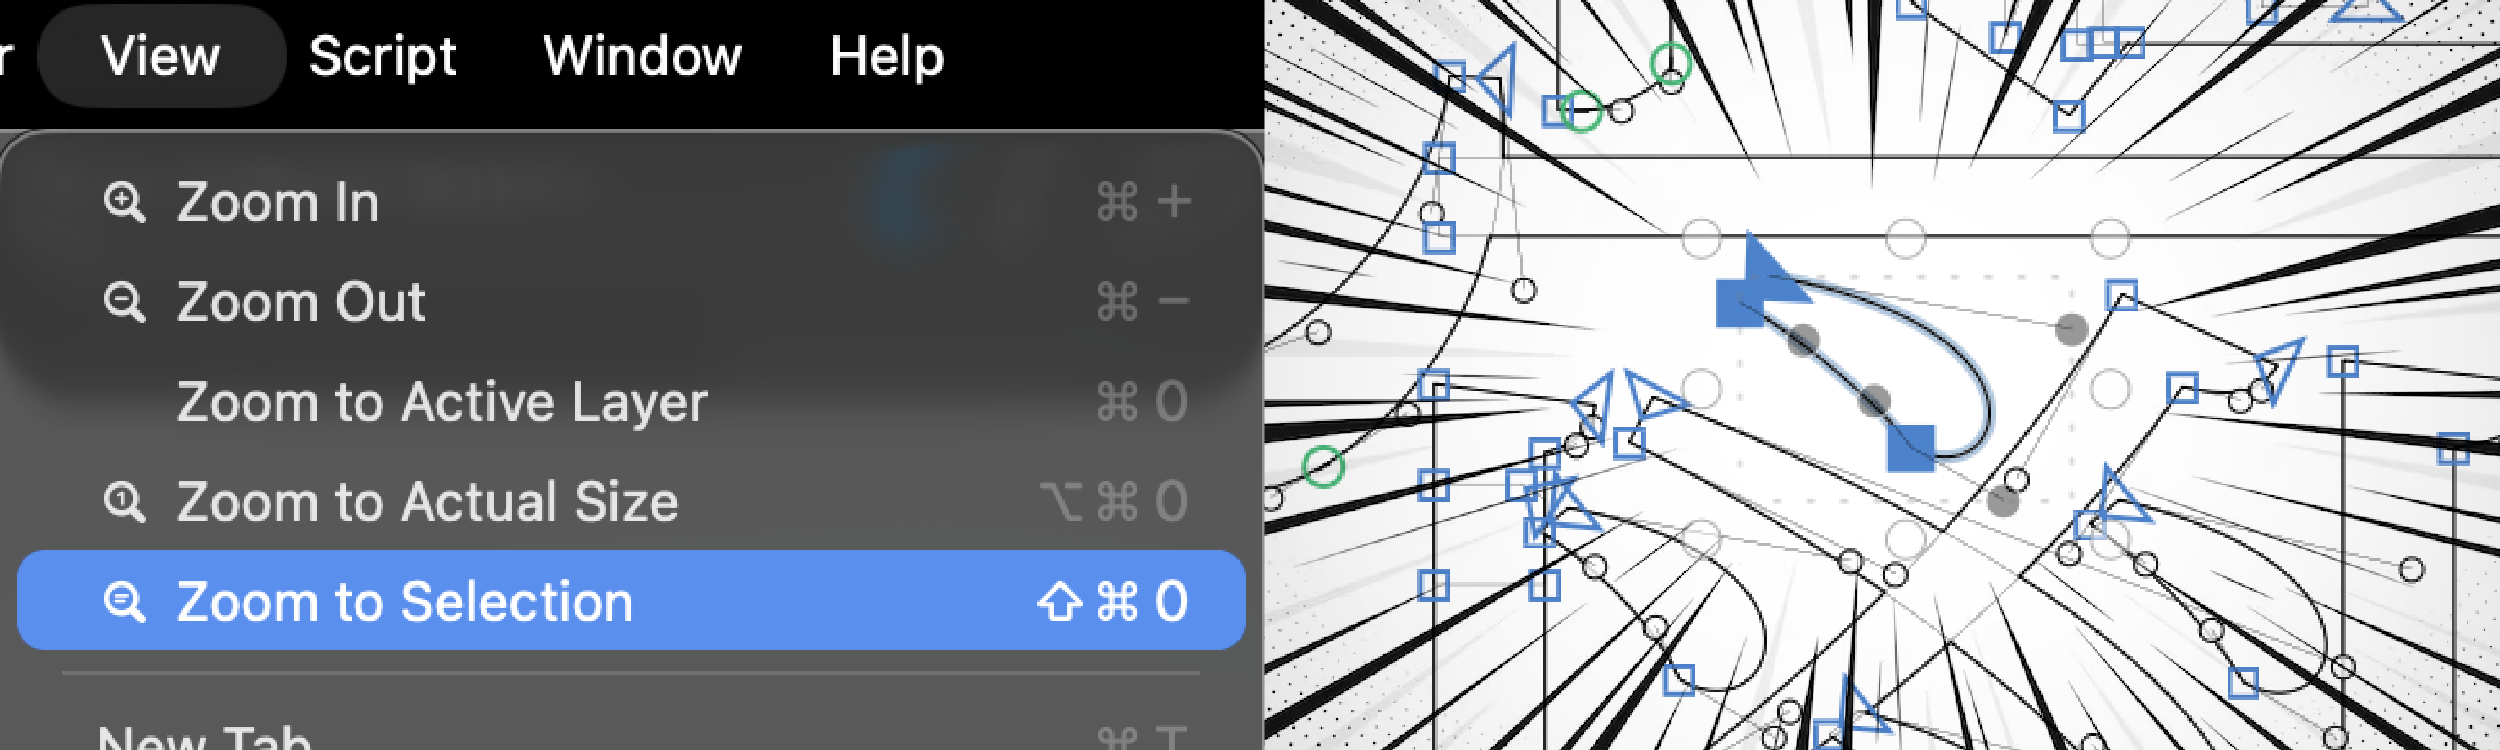 r View Script Window Help
Zoom In ⌘ +
Zoom Out ⌘ −
Zoom to Active Layer ⌘ 0
Zoom to Actual Size ⌥ ⌘ 0
Zoom to Selection ⇧ ⌘ 0
New Tab ⌘ T